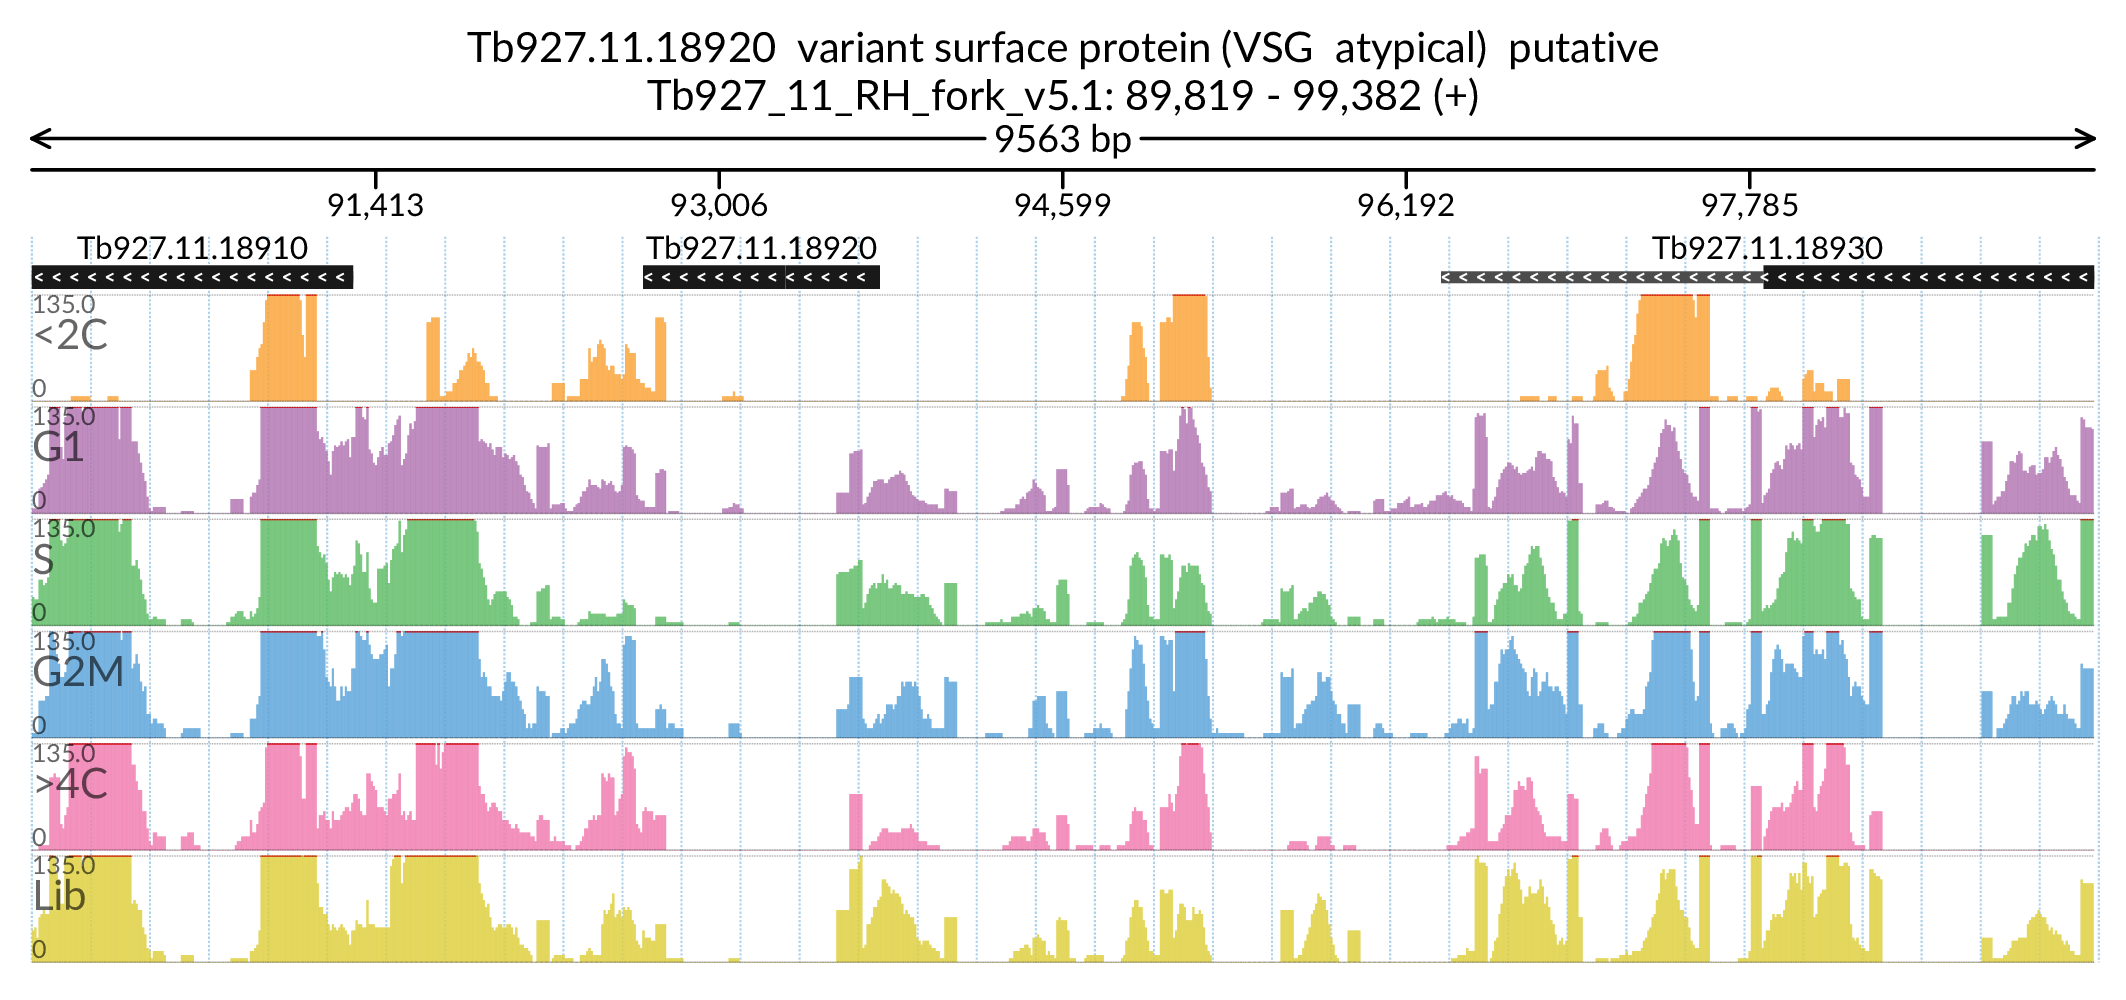 Tb927.11.18920  variant surface protein (VSG  atypical)  putative
Tb927_11_RH_fork_v5.1: 89,819 - 99,382 (+)
9563 bp
91,413 93,006 94,599 96,192 97,785
Tb927.11.18910 Tb927.11.18920 Tb927.11.18930
135.0
<2C
0
135.0
G1
0
135.0
S
0
135.0
G2M
0
135.0
>4C
0
135.0
Lib
0